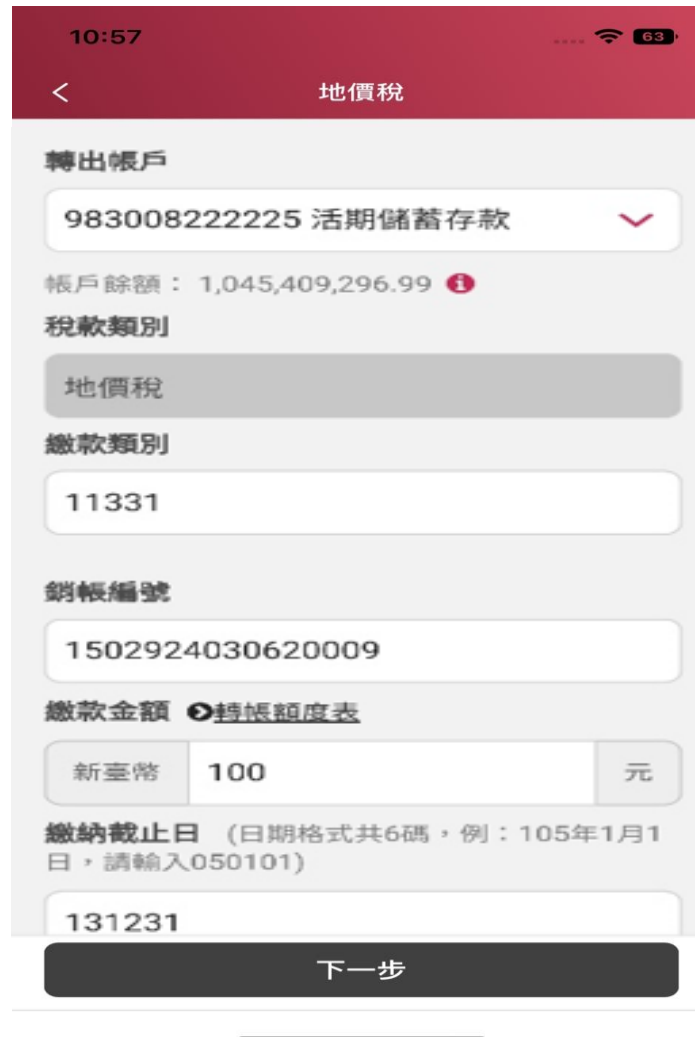 10:57
63
地價稅
轉出帳戶
983008222225 活期儲蓄存款
帳戶餘額： 1,045,409,296.99
稅款類別
地價稅
繳款類別
11331
銷帳編號
1502924030620009
繳款金額 轉帳額度表
新臺幣 100 元
繳納截止日 (日期格式共6碼，例：105年1月1
日，請輸入050101)
131231
下一步